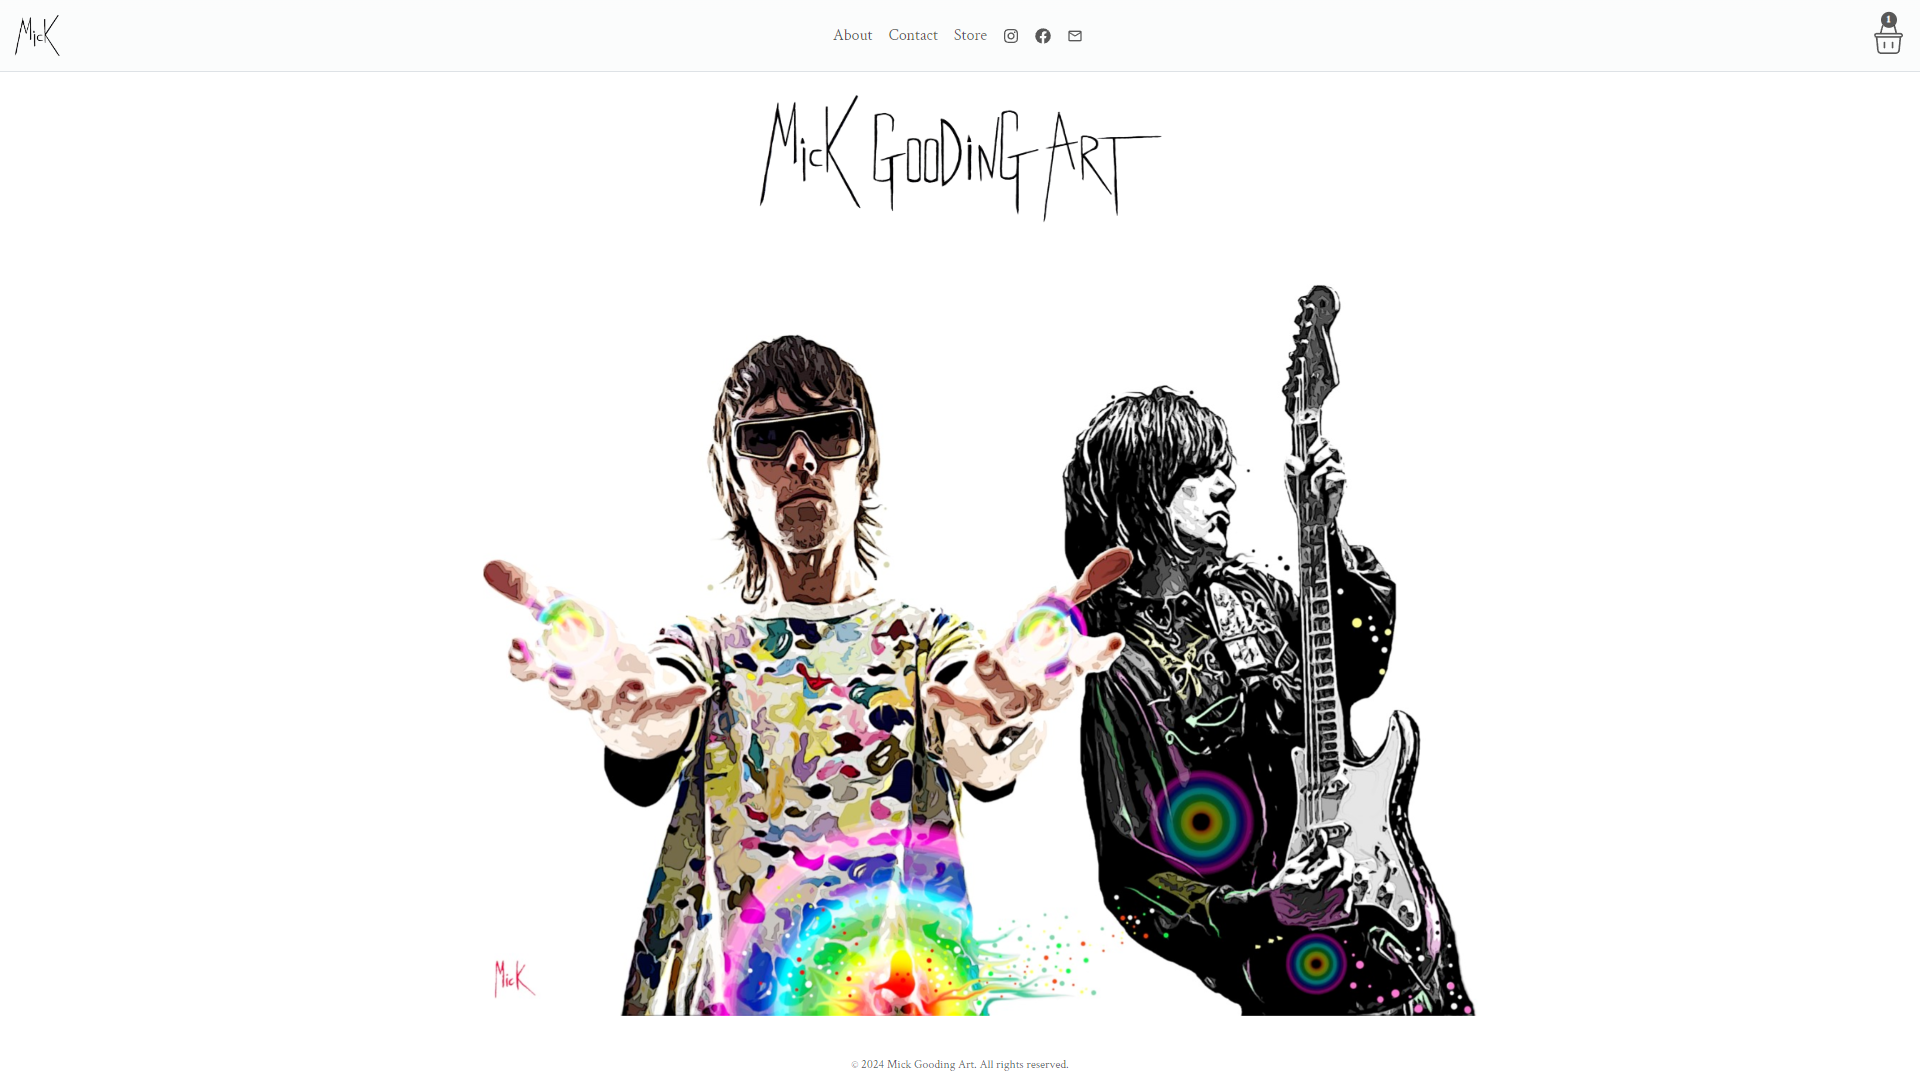 MicK
About Contact Store
1
MicK GOODiNG ART
MicK
© 2024 Mick Gooding Art. All rights reserved.